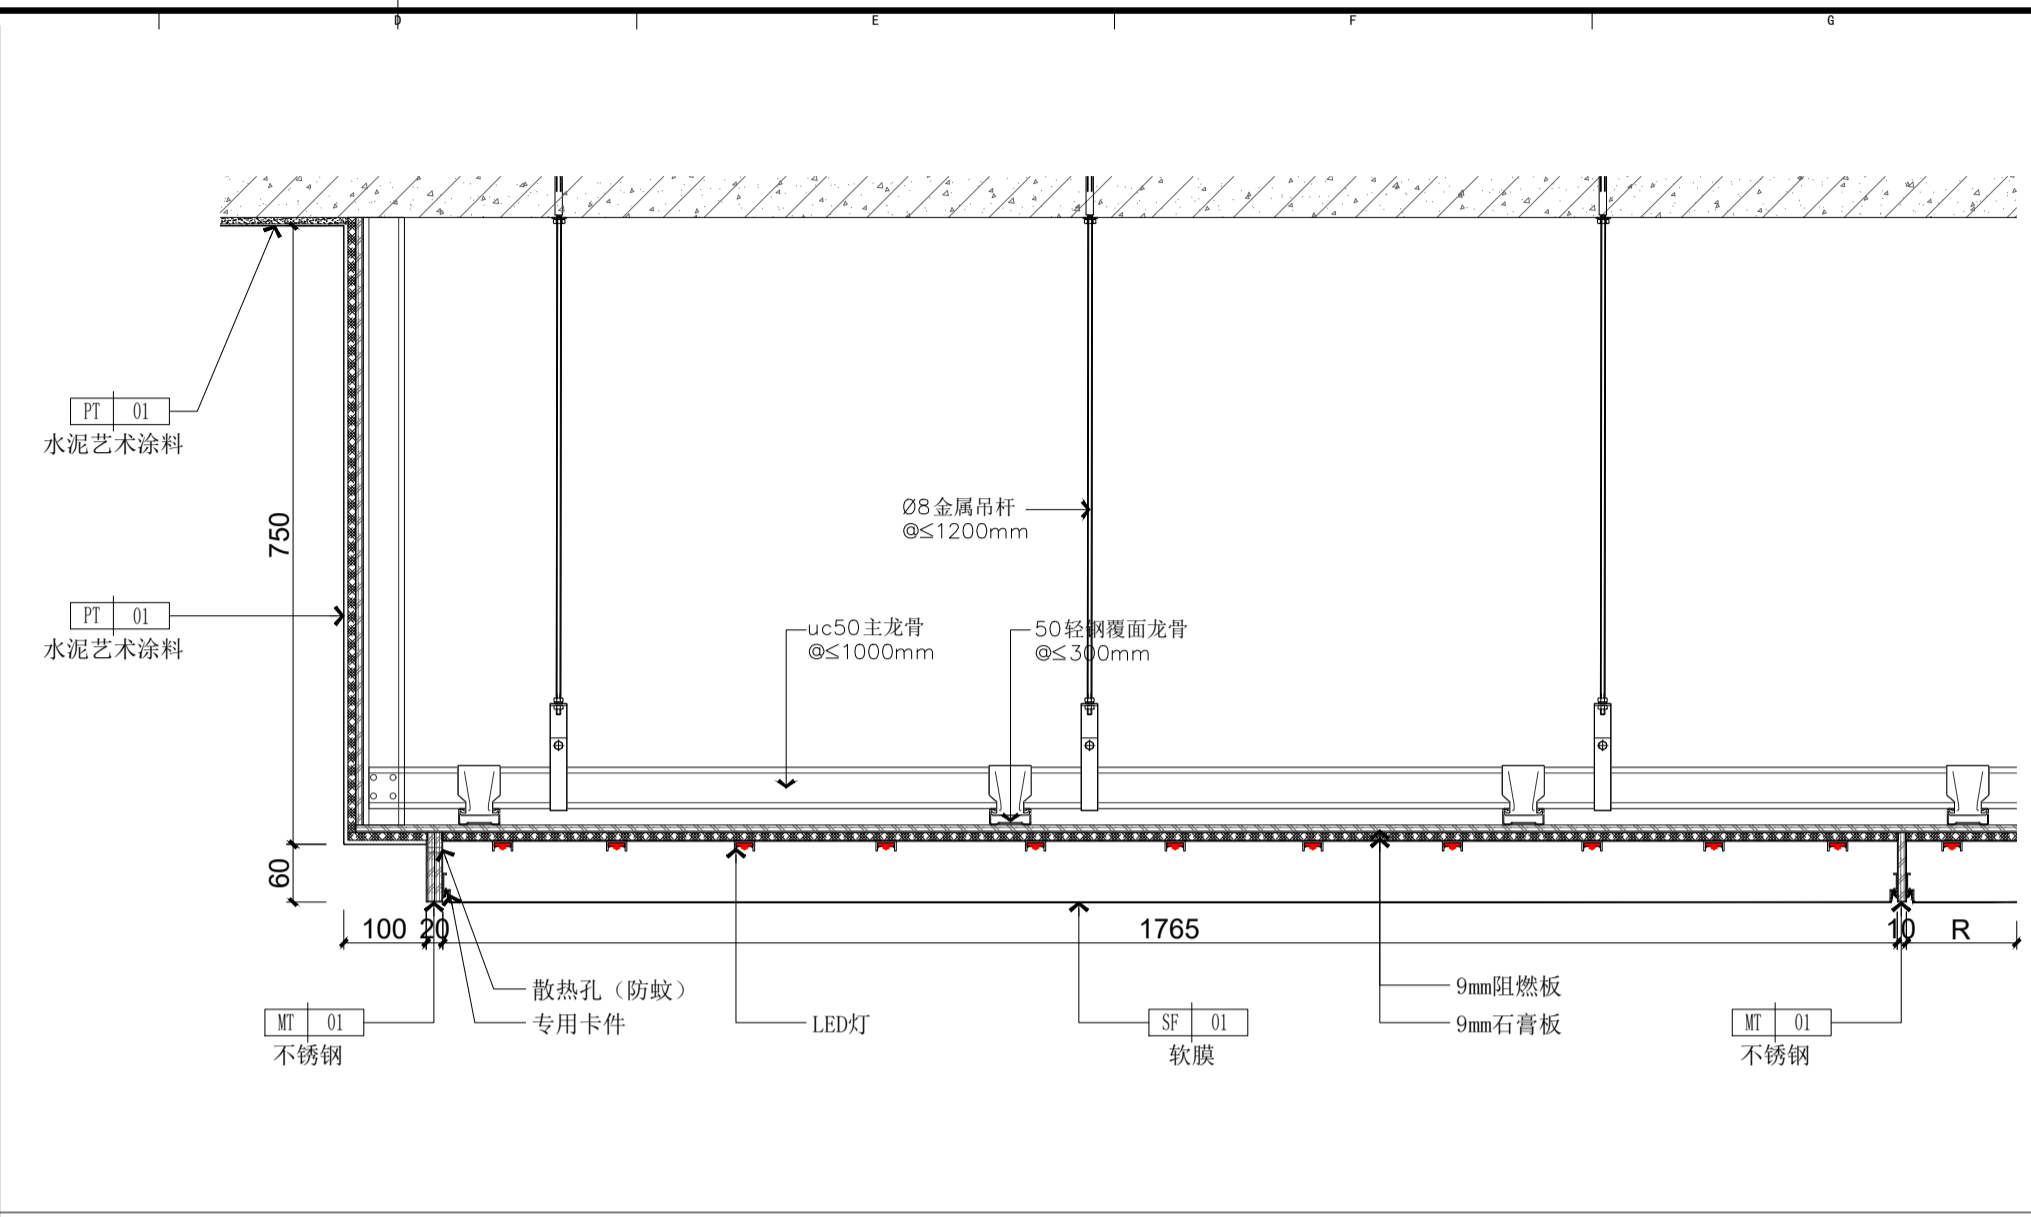 D E F G
PT 01
水泥艺术涂料
Ø8金属吊杆
@≤1200mm
750
PT 01
水泥艺术涂料
uc50主龙骨
@≤1000mm
50轻钢覆面龙骨
@≤300mm
60
100 20 1765 10 R
散热孔（防蚊）
9mm阻燃板
MT 01
不锈钢
专用卡件
LED灯
SF 01
软膜
9mm石膏板
MT 01
不锈钢